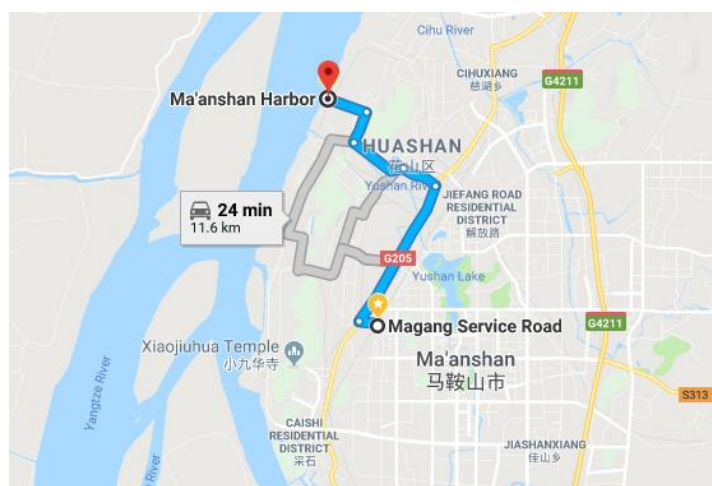 Cihu River
CIHUXIANG
慈湖乡
G4211
Ma'anshan Harbor
HUASHAN
花山区
Yushan Riv
JIEFANG ROAD
RESIDENTIAL
DISTRICT
解放路
24 min
11.6 km
G205
Yushan Lake
Magang Service Road
G4211
Xiaojiuhua Temple
小九华寺
Ma'anshan
马鞍山市
S313
Yangtze River
CAISHI
RESIDENTIAL
DISTRICT
采石
JIASHANXIANG
佳山乡